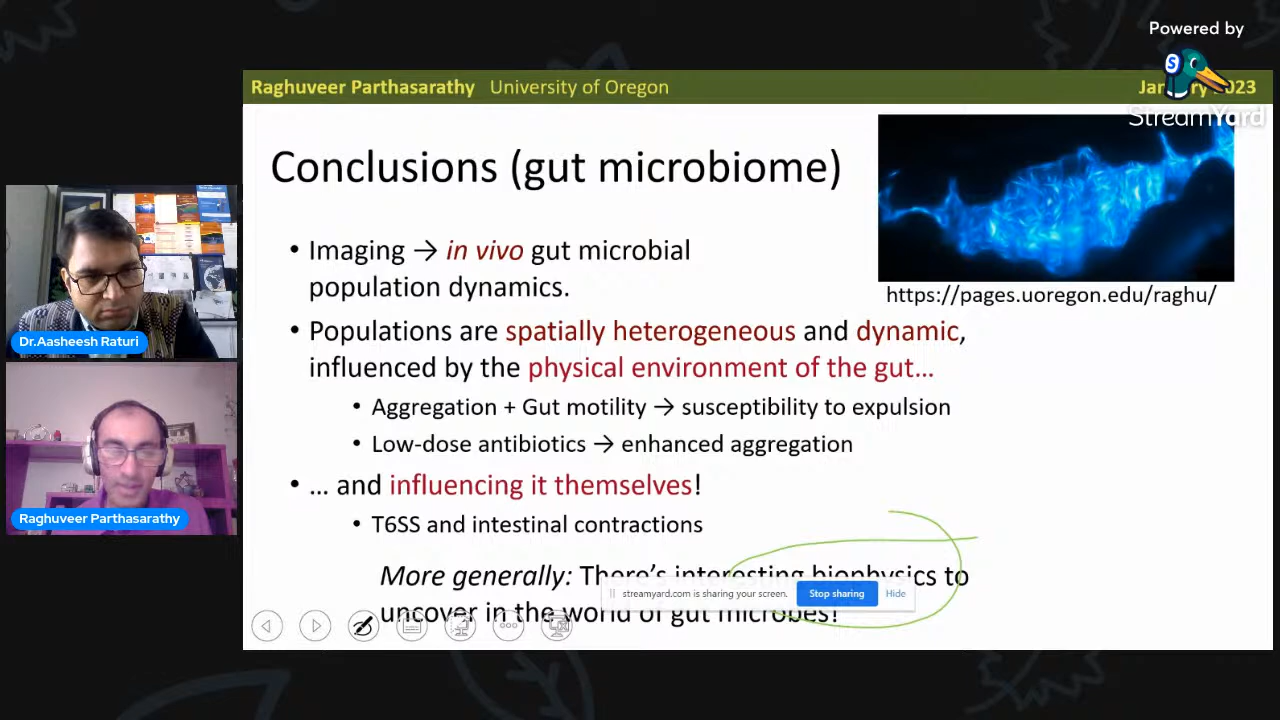 Powered by
StreamYard
Raghuveer Parthasarathy University of Oregon
January 2023
Conclusions (gut microbiome)
https://pages.uoregon.edu/raghu/
• Imaging → in vivo gut microbial
population dynamics.
• Populations are spatially heterogeneous and dynamic,
influenced by the physical environment of the gut…
• Aggregation + Gut motility → susceptibility to expulsion
• Low-dose antibiotics → enhanced aggregation
• … and influencing it themselves!
• T6SS and intestinal contractions
More generally: There's interesting biophysics to
uncover in the world of gut microbes!
streamyard.com is sharing your screen.
Stop sharing
Hide
Dr.Aasheesh Raturi
Raghuveer Parthasarathy